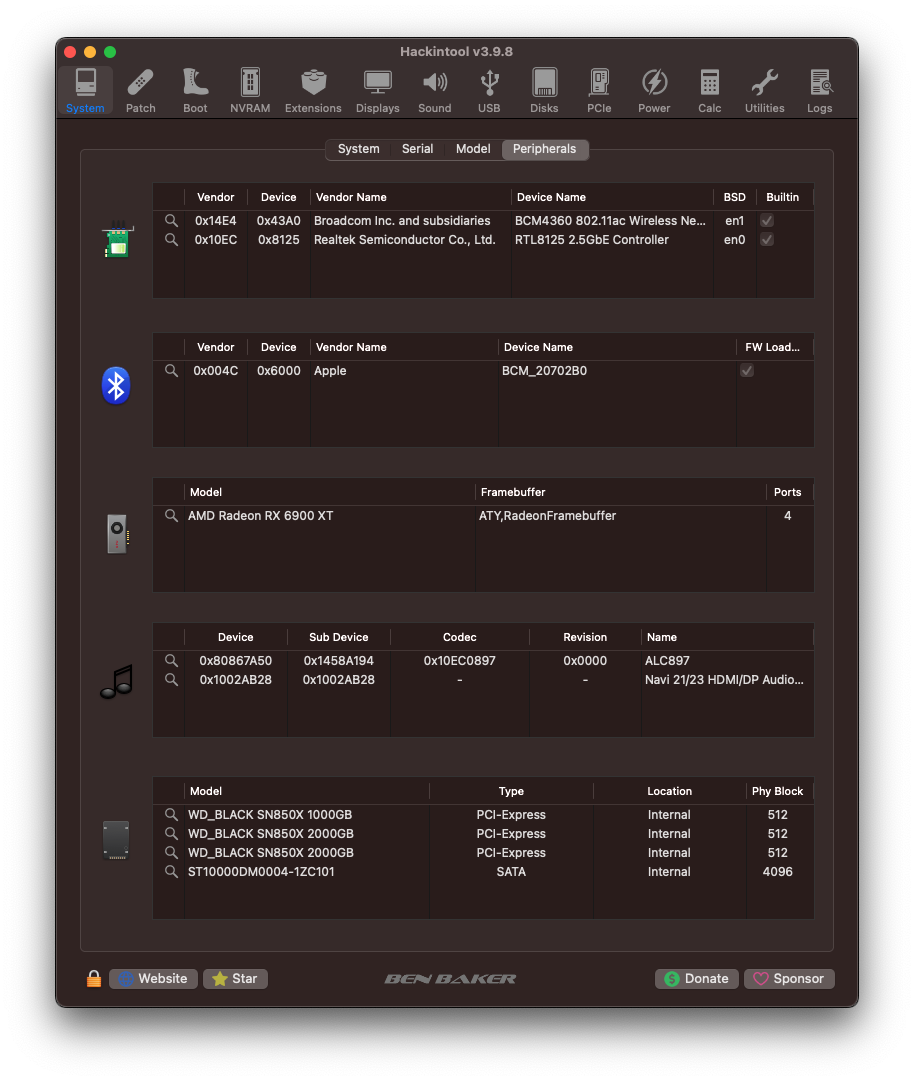 Hackintool v3.9.8
System Patch Boot NVRAM Extensions Displays Sound USB Disks PCIe Power Calc Utilities Logs
System Serial Model Peripherals
Vendor Device Vendor Name Device Name BSD Builtin
0x14E4 0x43A0 Broadcom Inc. and subsidiaries BCM4360 802.11ac Wireless Ne... en1
0x10EC 0x8125 Realtek Semiconductor Co., Ltd. RTL8125 2.5GbE Controller en0
Vendor Device Vendor Name Device Name FW Load...
0x004C 0x6000 Apple BCM_20702B0
Model Framebuffer Ports
AMD Radeon RX 6900 XT ATY,RadeonFramebuffer 4
Device Sub Device Codec Revision Name
0x80867A50 0x1458A194 0x10EC0897 0x0000 ALC897
0x1002AB28 0x1002AB28 - - Navi 21/23 HDMI/DP Audio...
Model Type Location Phy Block
WD_BLACK SN850X 1000GB PCI-Express Internal 512
WD_BLACK SN850X 2000GB PCI-Express Internal 512
WD_BLACK SN850X 2000GB PCI-Express Internal 512
ST10000DM0004-1ZC101 SATA Internal 4096
Website Star BEN BAKER Donate Sponsor